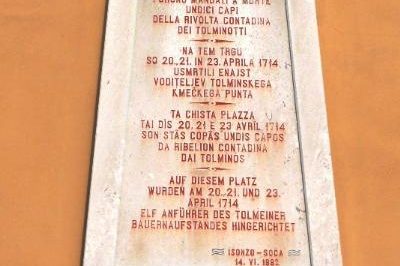 FURONO MANDATI A MORTE
UNDICI CAPI
DELLA RIVOLTA CONTADINA
DEI TOLMINOTTI
NA TEM TRGU
SO 20., 21. IN 23. APRILA 1714
USMRTILI ENAJST
VODITELJEV TOLMINSKEGA
KMEČKEGA PUNTA
TA CHISTA PLAZZA
TAI DÌS 20, 21 E 23 AVRIL 1714
SON STÂS COPÂS UNDIS CAPOS
DA RIBELION CONTADINA
DAI TOLMINOS
AUF DIESEM PLATZ
WURDEN AM 20., 21. UND 23.
APRIL 1714
ELF ANFÜHRER DES TOLMEINER
BAUERNAUFSTANDES HINGERICHTET
ISONZO - SOČA
14. VI. 1982